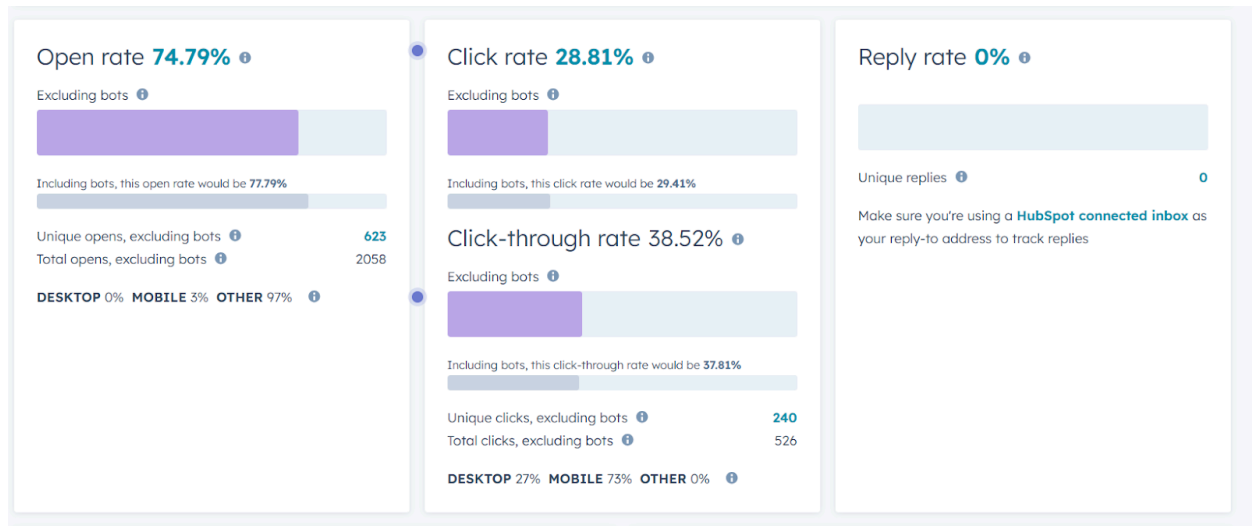 Open rate 74.79%
Excluding bots
Including bots, this open rate would be 77.79%
Unique opens, excluding bots 623
Total opens, excluding bots 2058
DESKTOP 0% MOBILE 3% OTHER 97%
Click rate 28.81%
Excluding bots
Including bots, this click rate would be 29.41%
Click-through rate 38.52%
Excluding bots
Including bots, this click-through rate would be 37.81%
Unique clicks, excluding bots 240
Total clicks, excluding bots 526
DESKTOP 27% MOBILE 73% OTHER 0%
Reply rate 0%
Unique replies 0
Make sure you're using a HubSpot connected inbox as
your reply-to address to track replies